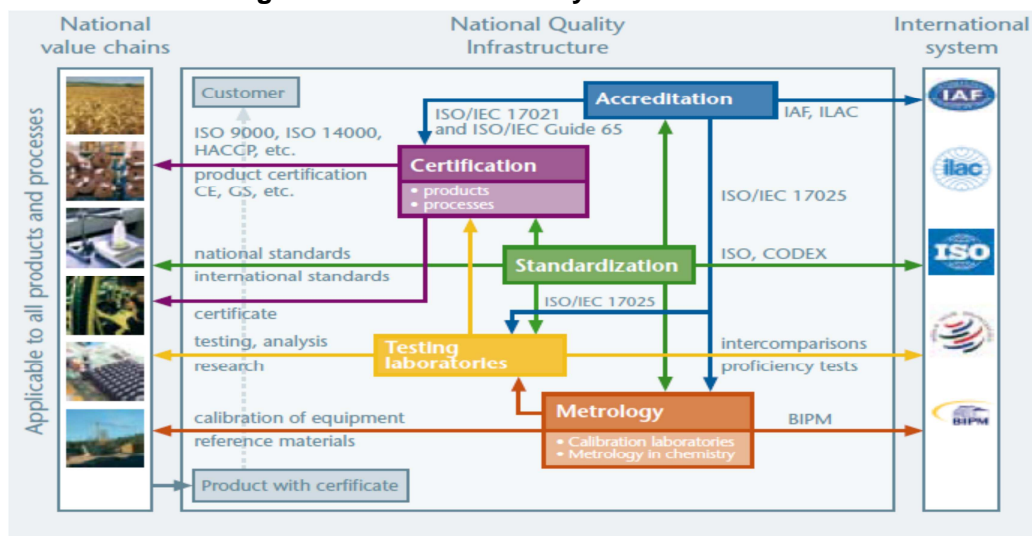 National
value chains
National Quality
Infrastructure
International
system
Applicable to all products and processes
Customer
Accreditation
ISO/IEC 17021
and ISO/IEC Guide 65
IAF, ILAC
IAF
ISO 9000, ISO 14000,
HACCP, etc.
product certification
CE, GS, etc.
Certification
• products
• processes
ISO/IEC 17025
ilac
national standards
international standards
Standardization
ISO, CODEX
ISO
certificate
ISO/IEC 17025
testing, analysis
research
Testing
laboratories
intercomparisons
proficiency tests
calibration of equipment
reference materials
Metrology
• Calibration laboratories
• Metrology in chemistry
BIPM
BIPM
Product with cerfificate